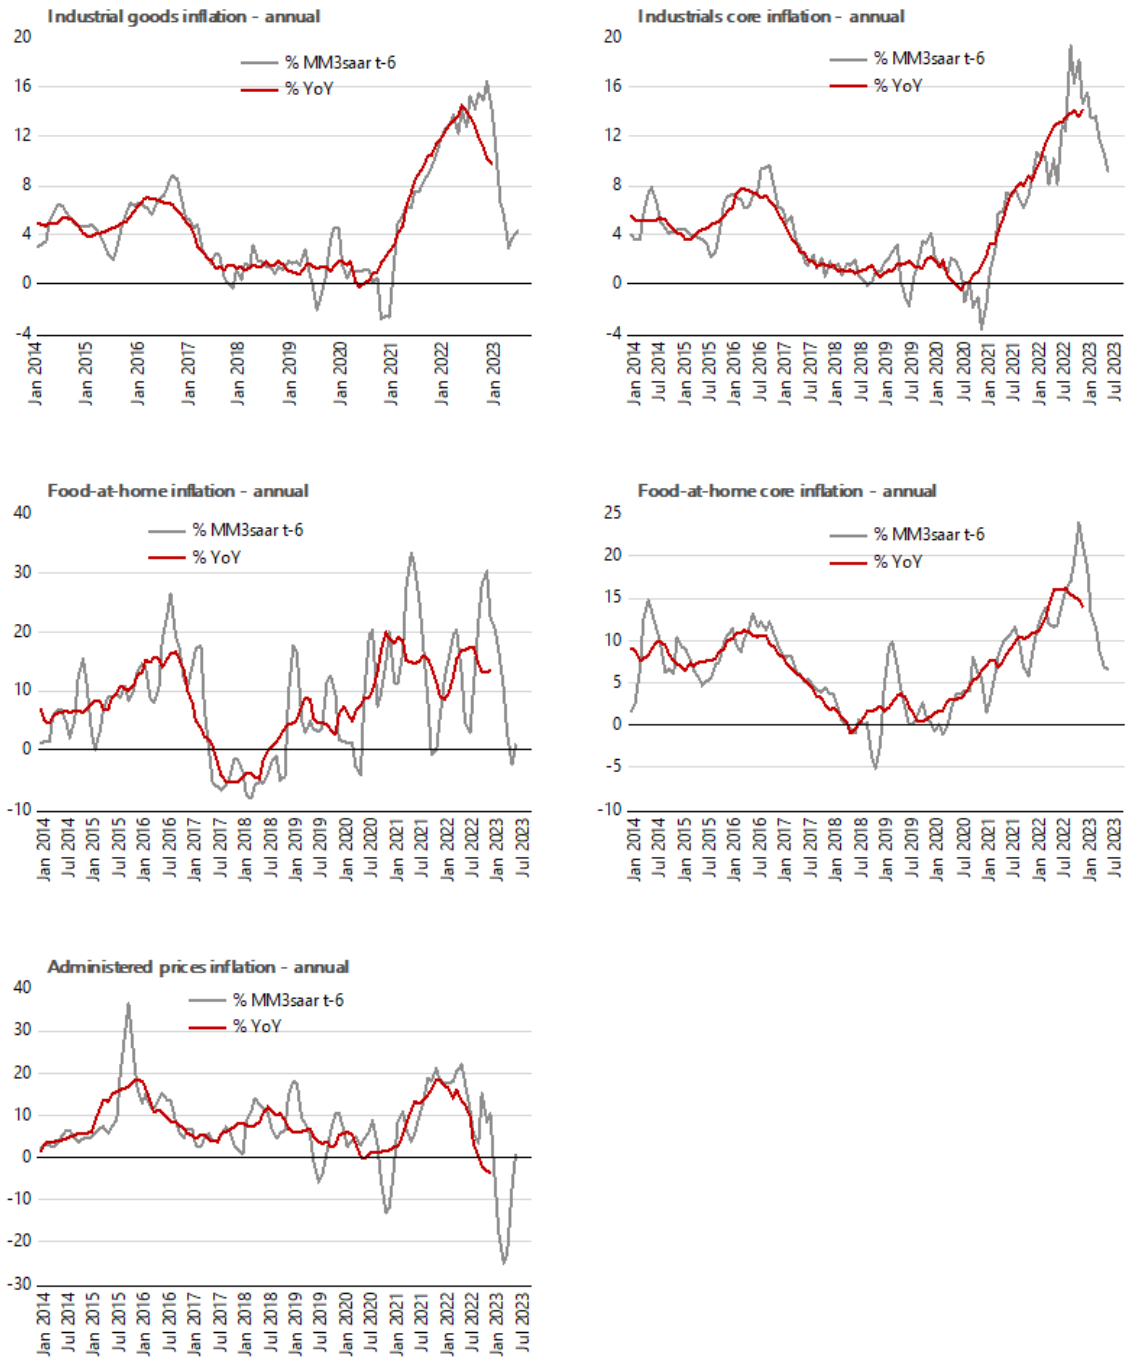 Industrial goods inflation - annual
20
16
12
8
4
0
-4
% MM3saar t-6
% YoY
Jan 2014
Jan 2015
Jan 2016
Jan 2017
Jan 2018
Jan 2019
Jan 2020
Jan 2021
Jan 2022
Jan 2023
Industrials core inflation - annual
20
16
12
8
4
0
-4
% MM3saar t-6
% YoY
Jan 2014
Jul 2014
Jan 2015
Jul 2015
Jan 2016
Jul 2016
Jan 2017
Jul 2017
Jan 2018
Jul 2018
Jan 2019
Jul 2019
Jan 2020
Jul 2020
Jan 2021
Jul 2021
Jan 2022
Jul 2022
Jan 2023
Jul 2023
Food-at-home inflation - annual
40
30
20
10
0
-10
% MM3saar t-6
% YoY
Jan 2014
Jul 2014
Jan 2015
Jul 2015
Jan 2016
Jul 2016
Jan 2017
Jul 2017
Jan 2018
Jul 2018
Jan 2019
Jul 2019
Jan 2020
Jul 2020
Jan 2021
Jul 2021
Jan 2022
Jul 2022
Jan 2023
Jul 2023
Food-at-home core inflation - annual
25
20
15
10
5
0
-5
-10
% MM3saar t-6
% YoY
Jan 2014
Jul 2014
Jan 2015
Jul 2015
Jan 2016
Jul 2016
Jan 2017
Jul 2017
Jan 2018
Jul 2018
Jan 2019
Jul 2019
Jan 2020
Jul 2020
Jan 2021
Jul 2021
Jan 2022
Jul 2022
Jan 2023
Jul 2023
Administered prices inflation - annual
40
30
20
10
0
-10
-20
-30
% MM3saar t-6
% YoY
Jan 2014
Jul 2014
Jan 2015
Jul 2015
Jan 2016
Jul 2016
Jan 2017
Jul 2017
Jan 2018
Jul 2018
Jan 2019
Jul 2019
Jan 2020
Jul 2020
Jan 2021
Jul 2021
Jan 2022
Jul 2022
Jan 2023
Jul 2023